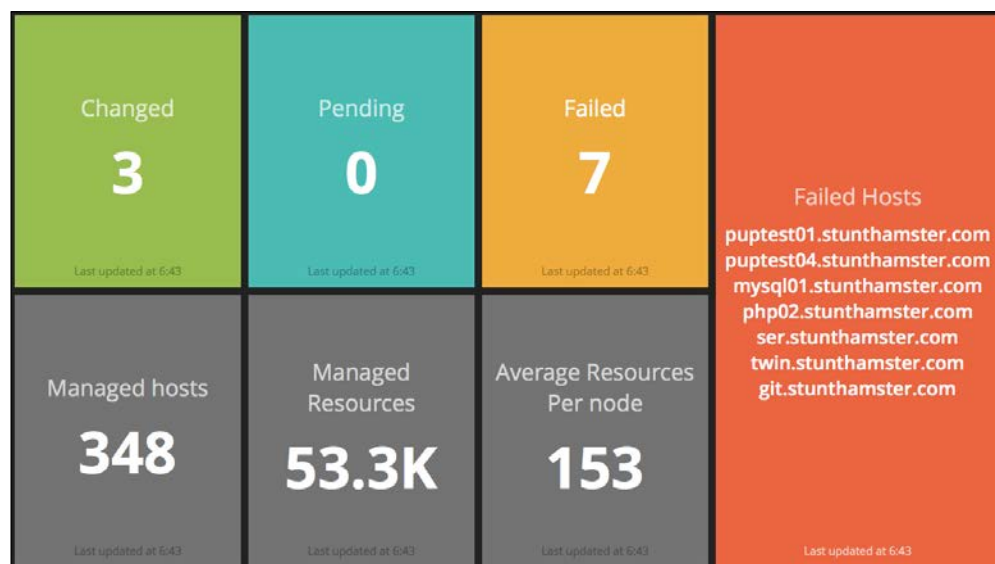 Changed
3
Last updated at 6:43
Pending
0
Last updated at 6:43
Failed
7
Last updated at 6:43
Failed Hosts
puptest01.stunthamster.com
puptest04.stunthamster.com
mysql01.stunthamster.com
php02.stunthamster.com
ser.stunthamster.com
twin.stunthamster.com
git.stunthamster.com
Last updated at 6:43
Managed hosts
348
Last updated at 6:43
Managed
Resources
53.3K
Last updated at 6:43
Average Resources
Per node
153
Last updated at 6:43